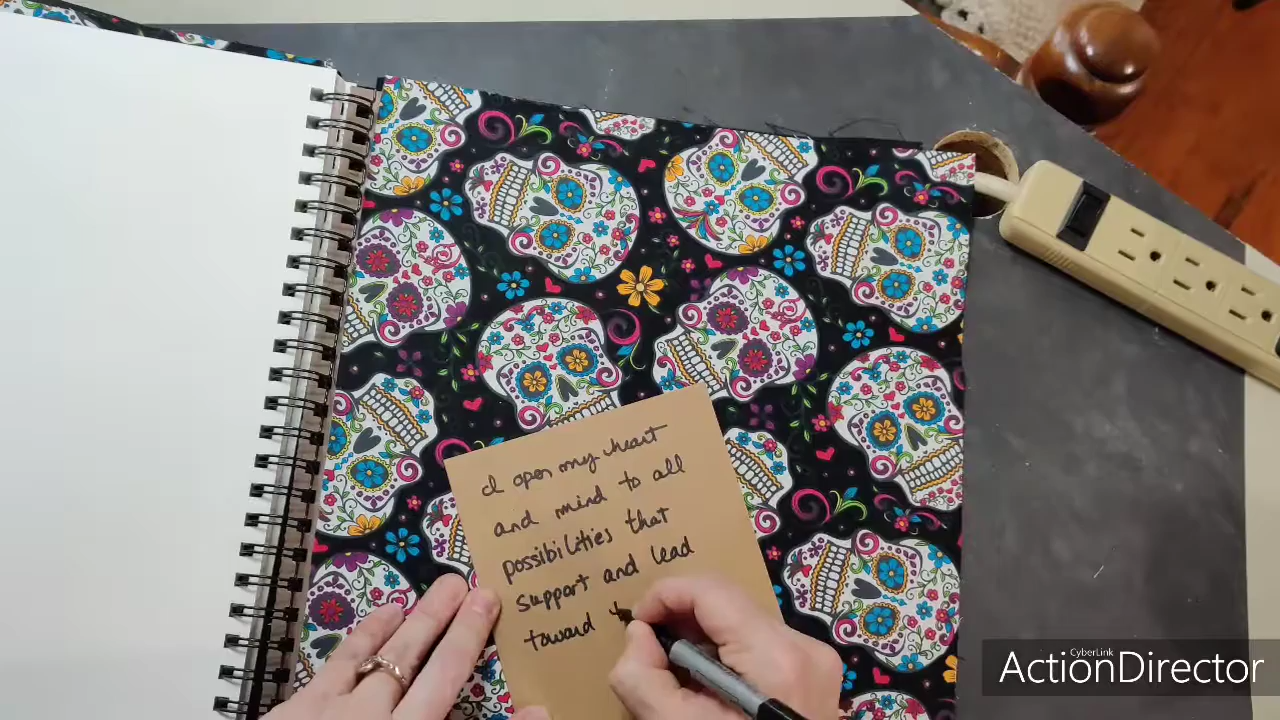 I open my heart
and mind to all
possibilities that
support and lead
toward
CyberLink
ActionDirector